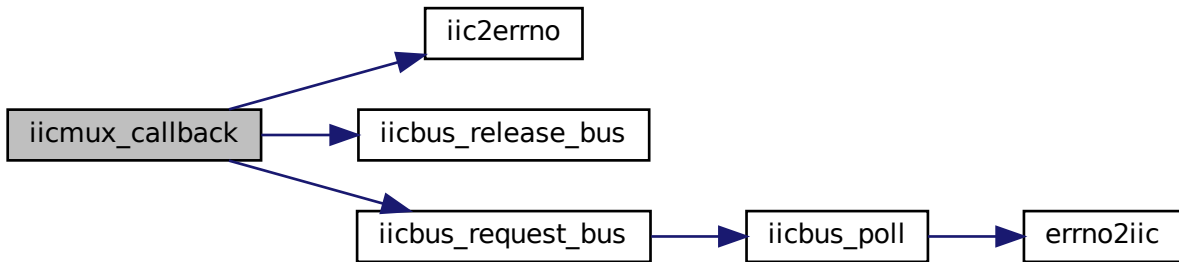 iic2errno
iicmux_callback
iicbus_release_bus
iicbus_request_bus
iicbus_poll
errno2iic